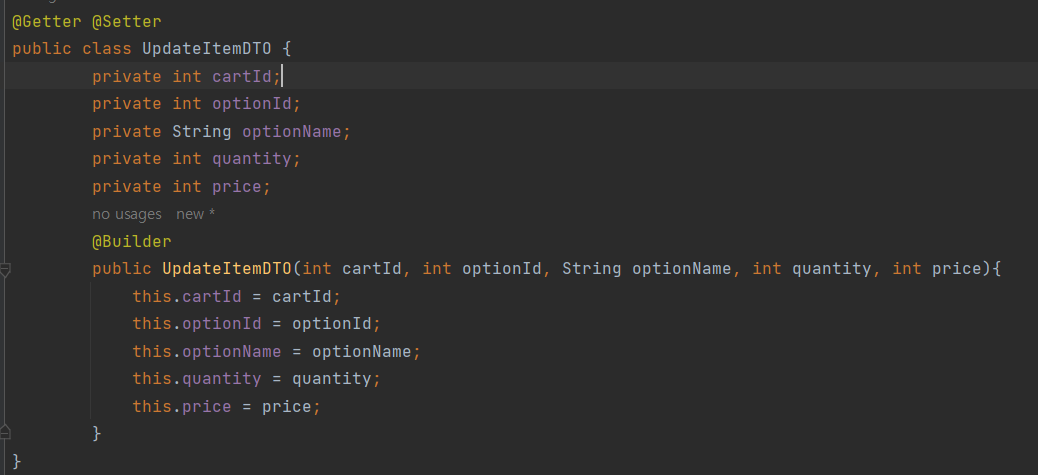 @Getter @Setter
public class UpdateItemDTO {
private int cartId;
private int optionId;
private String optionName;
private int quantity;
private int price;
no usages new *
@Builder
public UpdateItemDTO(int cartId, int optionId, String optionName, int quantity, int price){
this.cartId = cartId;
this.optionId = optionId;
this.optionName = optionName;
this.quantity = quantity;
this.price = price;
}
}